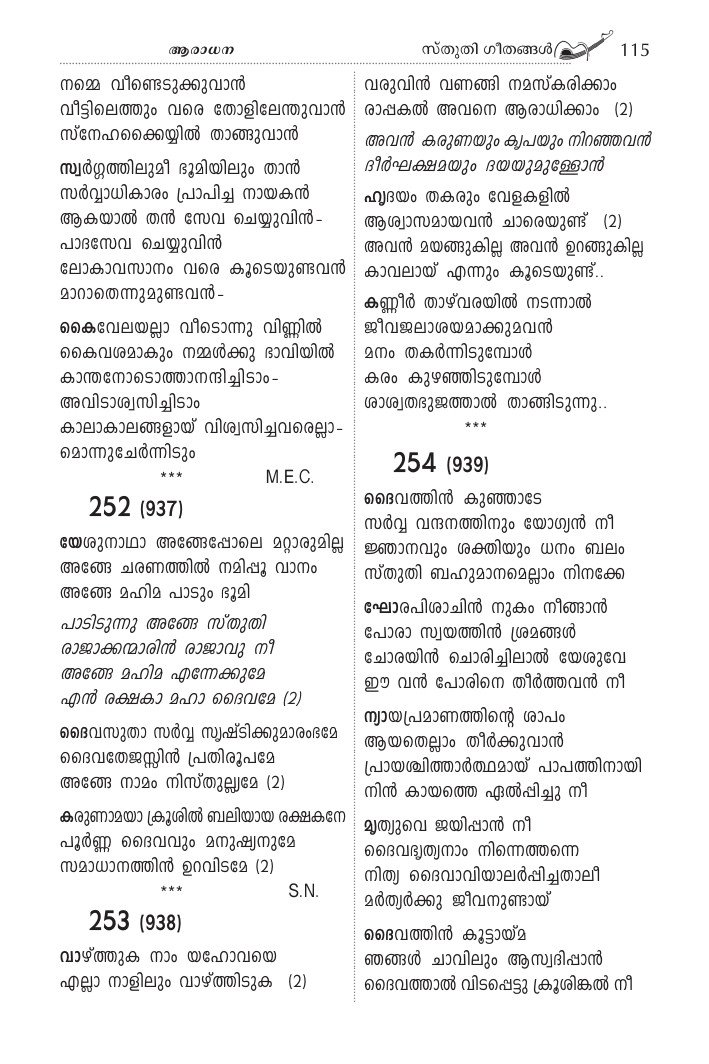 ആരാധന
സ്തുതി ഗീതങ്ങൾ 115
നമ്മെ വീണ്ടെടുക്കുവാൻ
വീട്ടിലെത്തും വരെ തോളിലേന്തുവാൻ
സ്നേഹക്കൈയ്യിൽ താങ്ങുവാൻ
സ്വർഗ്ഗത്തിലുമീ ഭൂമിയിലും താൻ
സർവ്വാധികാരം പ്രാപിച്ച നായകൻ
ആകയാൽ തൻ സേവ ചെയ്യുവിൻ-
പാദസേവ ചെയ്യുവിൻ
ലോകാവസാനം വരെ കൂടെയുണ്ടവൻ
മാറാതെന്നുമുണ്ടവൻ-
കൈവേലയല്ലാ വീടൊന്നു വിണ്ണിൽ
കൈവശമാകും നമ്മൾക്കു ഭാവിയിൽ
കാന്തനോടൊത്താനന്ദിച്ചിടാം-
അവിടാശ്വസിച്ചിടാം
കാലാകാലങ്ങളായ് വിശ്വസിച്ചവരെല്ലാ-
മൊന്നുചേർന്നിടും
*** M.E.C.
252 (937)
യേശുനാഥാ അങ്ങേപ്പോലെ മറ്റാരുമില്ല
അങ്ങേ ചരണത്തിൽ നമിപ്പൂ വാനം
അങ്ങേ മഹിമ പാടും ഭൂമി
പാടിടുന്നു അങ്ങേ സ്തുതി
രാജാക്കന്മാരിൻ രാജാവു നീ
അങ്ങേ മഹിമ എന്നേക്കുമേ
എൻ രക്ഷകാ മഹാ ദൈവമേ (2)
ദൈവസുതാ സർവ്വ സൃഷ്ടിക്കുമാരംഭമേ
ദൈവതേജസ്സിൻ പ്രതിരൂപമേ
അങ്ങേ നാമം നിസ്തുല്ല്യമേ (2)
കരുണാമയാ ക്രൂശിൽ ബലിയായ രക്ഷകനേ
പൂർണ്ണ ദൈവവും മനുഷ്യനുമേ
സമാധാനത്തിൻ ഉറവിടമേ (2)
*** S.N.
253 (938)
വാഴ്ത്തുക നാം യഹോവയെ
എല്ലാ നാളിലും വാഴ്ത്തിടുക (2)
വരുവിൻ വണങ്ങി നമസ്കരിക്കാം
രാപ്പകൽ അവനെ ആരാധിക്കാം (2)
അവൻ കരുണയും കൃപയും നിറഞ്ഞവൻ
ദീർഘക്ഷമയും ദയയുമുള്ളോൻ
ഹൃദയം തകരും വേളകളിൽ
ആശ്വാസമായവൻ ചാരെയുണ്ട് (2)
അവൻ മയങ്ങുകില്ല അവൻ ഉറങ്ങുകില്ല
കാവലായ് എന്നും കൂടെയുണ്ട്..
കണ്ണീർ താഴ്വരയിൽ നടന്നാൽ
ജീവജലാശയമാക്കുമവൻ
മനം തകർന്നിടുമ്പോൾ
കരം കുഴഞ്ഞിടുമ്പോൾ
ശാശ്വതഭുജത്താൽ താങ്ങിടുന്നു..
***
254 (939)
ദൈവത്തിൻ കുഞ്ഞാടേ
സർവ്വ വന്ദനത്തിനും യോഗ്യൻ നീ
ജ്ഞാനവും ശക്തിയും ധനം ബലം
സ്തുതി ബഹുമാനമെല്ലാം നിനക്കേ
ഘോരപിശാചിൻ നുകം നീങ്ങാൻ
പോരാ സ്വയത്തിൻ ശ്രമങ്ങൾ
ചോരയിൻ ചൊരിച്ചിലാൽ യേശുവേ
ഈ വൻ പോരിനെ തീർത്തവൻ നീ
ന്യായപ്രമാണത്തിന്റെ ശാപം
ആയതെല്ലാം തീർക്കുവാൻ
പ്രായശ്ചിത്താർത്ഥമായ് പാപത്തിനായി
നിൻ കായത്തെ ഏൽപ്പിച്ചു നീ
മൃത്യുവെ ജയിപ്പാൻ നീ
ദൈവഭൃത്യനാം നിന്നെത്തന്നെ
നിത്യ ദൈവാവിയാലർപ്പിച്ചതാലീ
മർത്യർക്കു ജീവനുണ്ടായ്
ദൈവത്തിൻ കൂട്ടായ്മ
ഞങ്ങൾ ചാവിലും ആസ്വദിപ്പാൻ
ദൈവത്താൽ വിടപ്പെട്ടു ക്രൂശിങ്കൽ നീ